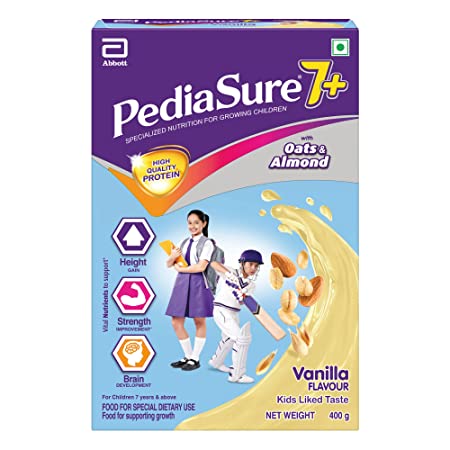 Abbott
PediaSure® 7+
SPECIALIZED NUTRITION FOR GROWING CHILDREN
with
Oats &
Almond
HIGH
QUALITY
PROTEIN
Vital Nutrients to support*
Height
GAIN
Strength
IMPROVEMENT^
Brain
DEVELOPMENT
For Children 7 years & above
FOOD FOR SPECIAL DIETARY USE
Food for supporting growth
Vanilla
FLAVOUR
Kids Liked Taste
NET WEIGHT 400 g